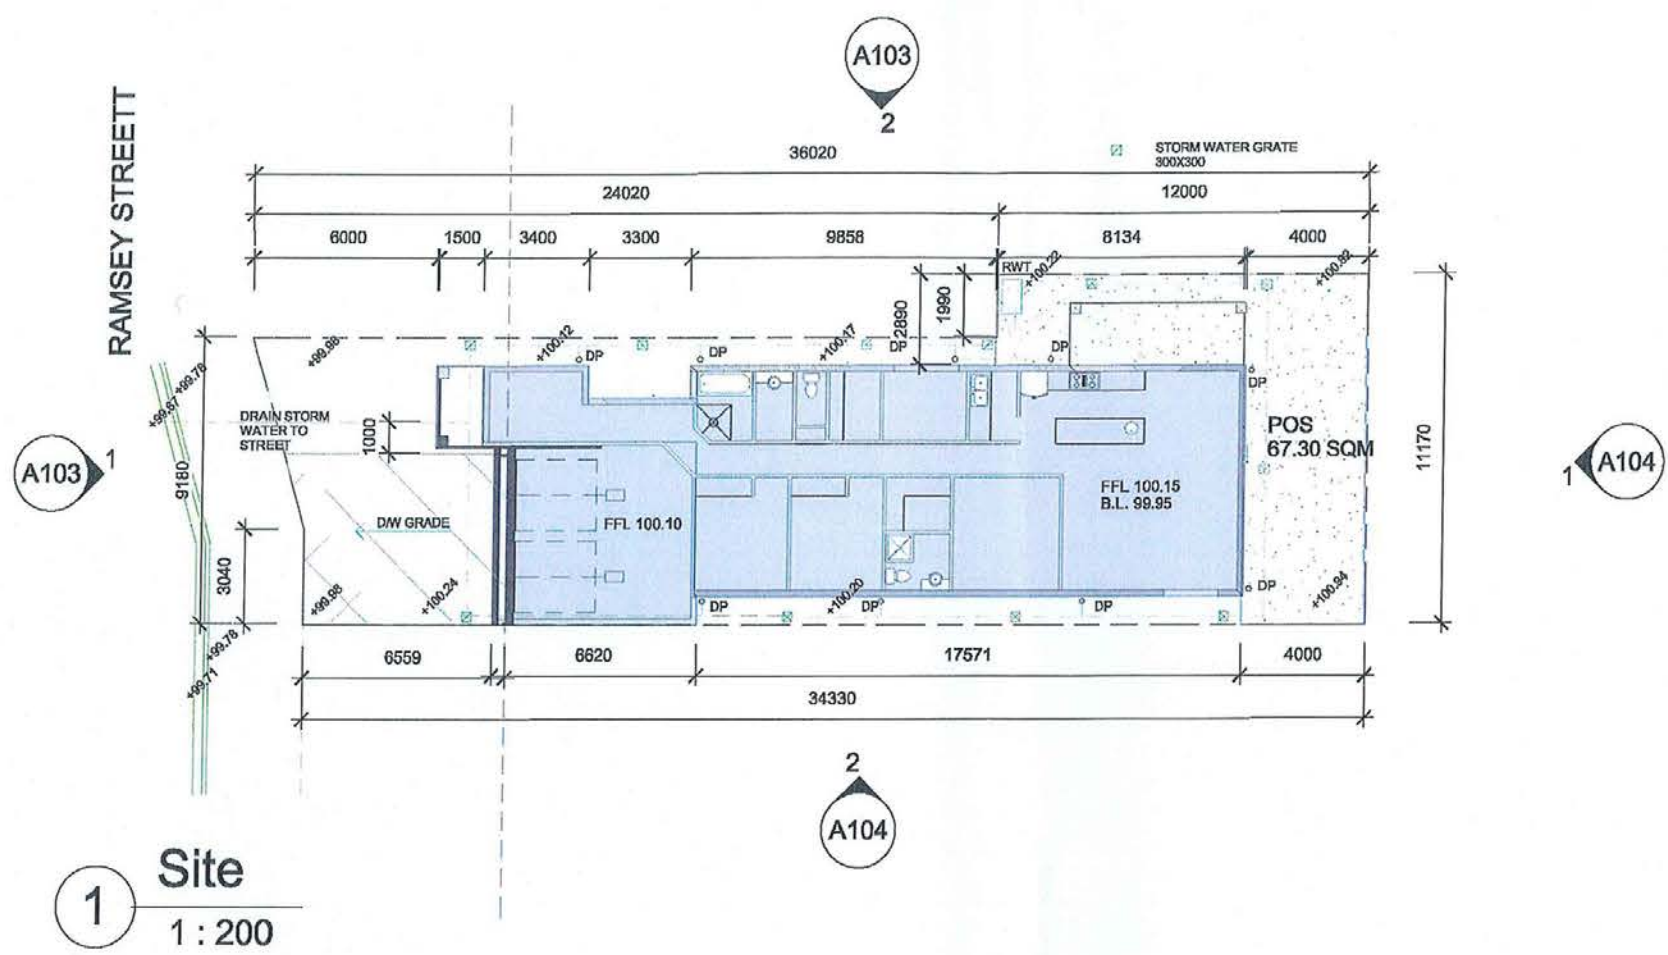 A103
2
RAMSEY STREETT
36020
STORM WATER GRATE
300X300
24020
12000
6000
1500
3400
3300
9858
8134
4000
RWT
+100.22
+100.82
2890
1990
+99.98
+100.12
DP
DP
+100.17
DP
DP
+99.78
+99.67
DP
DRAIN STORM
WATER TO
STREET
1000
POS
67.30 SQM
A103
1
9180
11170
1
A104
FFL 100.15
B.L. 99.95
D/W GRADE
FFL 100.10
3040
+99.98
+100.24
DP
+100.20
DP
DP
DP
+100.94
+99.78
+99.71
6559
6620
17571
4000
34330
2
A104
1
Site
1 : 200